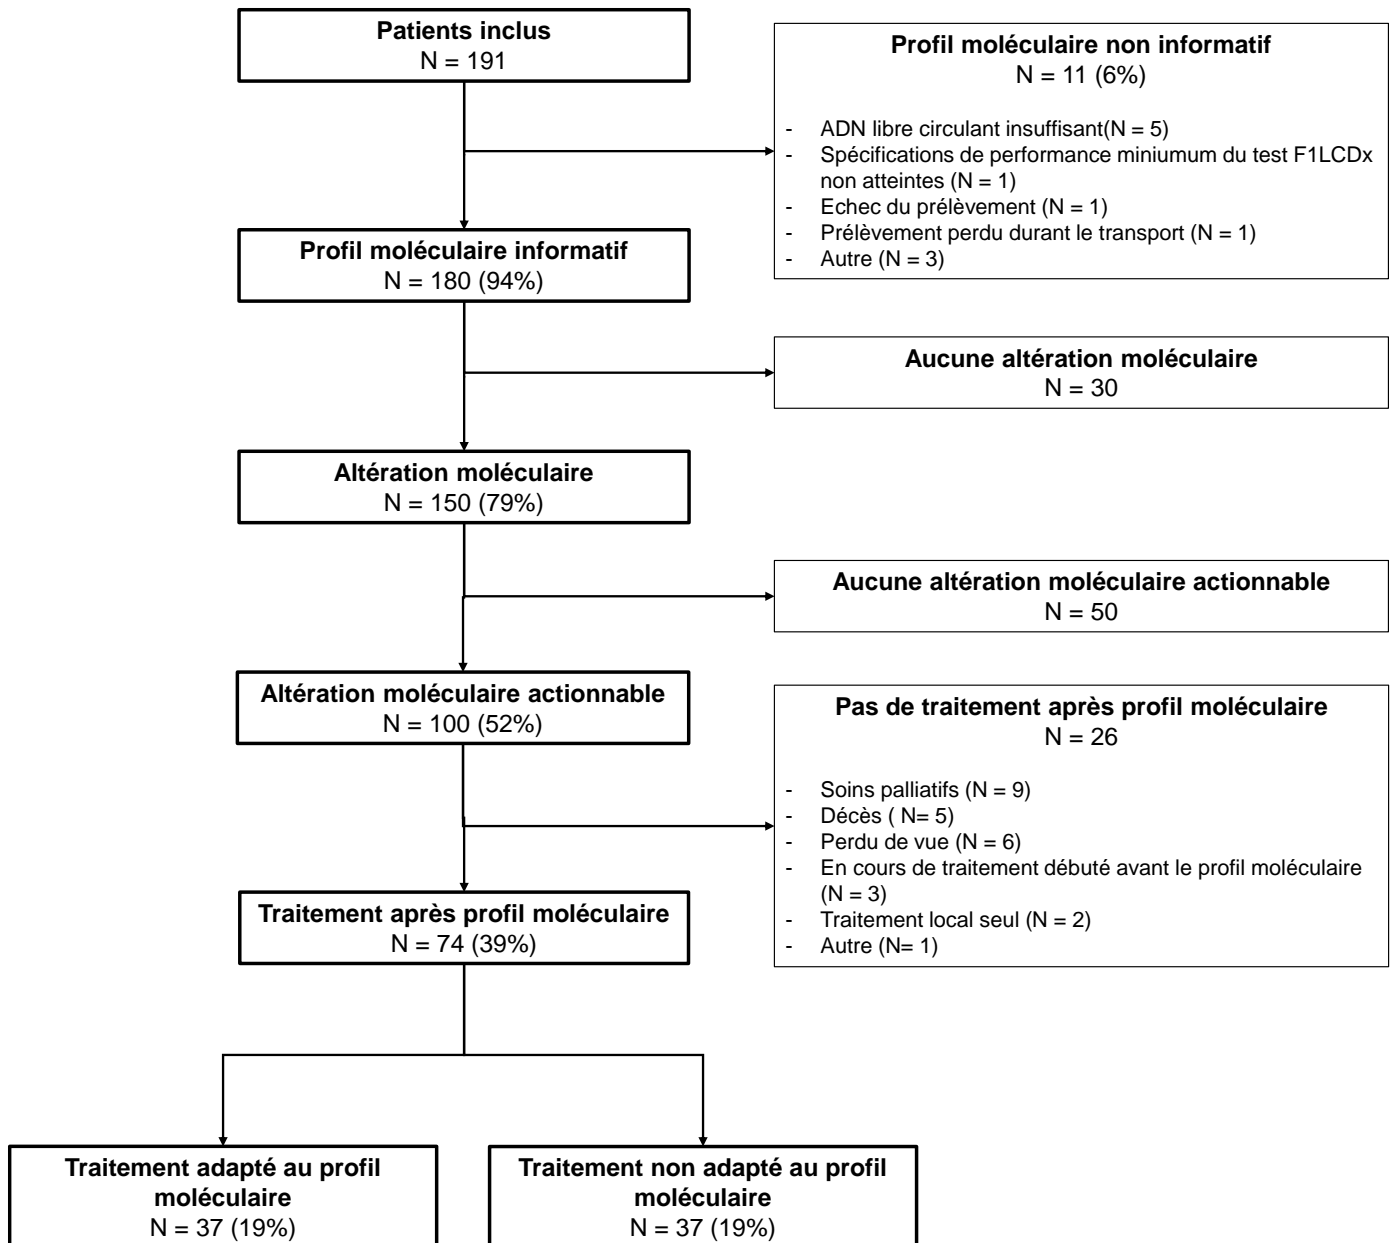 Patients inclus
N = 191
Profil moléculaire non informatif
N = 11 (6%)
- ADN libre circulant insuffisant(N = 5)
- Spécifications de performance miniumum du test F1LCDx
non atteintes (N = 1)
- Echec du prélèvement (N = 1)
- Prélèvement perdu durant le transport (N = 1)
- Autre (N = 3)
Profil moléculaire informatif
N = 180 (94%)
Aucune altération moléculaire
N = 30
Altération moléculaire
N = 150 (79%)
Aucune altération moléculaire actionnable
N = 50
Altération moléculaire actionnable
N = 100 (52%)
Pas de traitement après profil moléculaire
N = 26
- Soins palliatifs (N = 9)
- Décès ( N= 5)
- Perdu de vue (N = 6)
- En cours de traitement débuté avant le profil moléculaire
(N = 3)
- Traitement local seul (N = 2)
- Autre (N= 1)
Traitement après profil moléculaire
N = 74 (39%)
Traitement adapté au profil
moléculaire
N = 37 (19%)
Traitement non adapté au profil
moléculaire
N = 37 (19%)